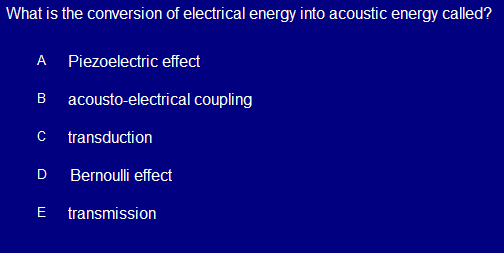 What is the conversion of electrical energy into acoustic energy called?
A Piezoelectric effect
B acousto-electrical coupling
C transduction
D Bernoulli effect
E transmission